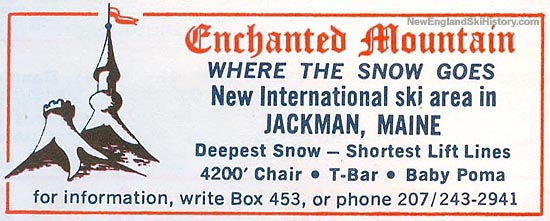 NewEnglandSkiHistory.com
Enchanted Mountain
WHERE THE SNOW GOES
New International ski area in
JACKMAN, MAINE
Deepest Snow — Shortest Lift Lines
4200' Chair • T-Bar • Baby Poma
for information, write Box 453, or phone 207/243-2941